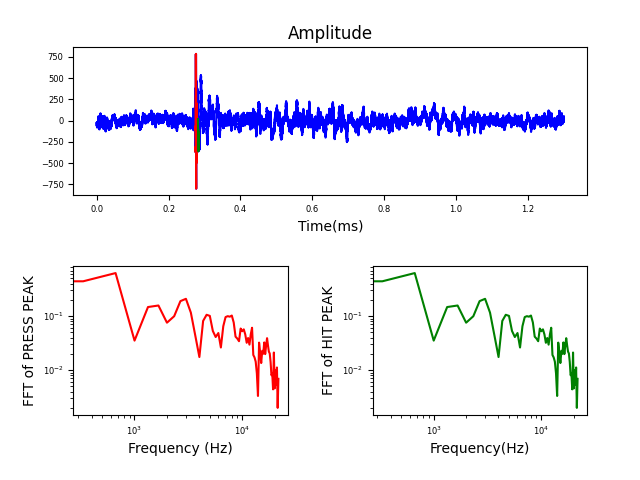 Amplitude
750
500
250
0
−250
−500
−750
0.0 0.2 0.4 0.6 0.8 1.0 1.2
Time(ms)
FFT of PRESS PEAK
10⁻¹
10⁻²
10³ 10⁴
Frequency (Hz)
FFT of HIT PEAK
10⁻¹
10⁻²
10³ 10⁴
Frequency(Hz)